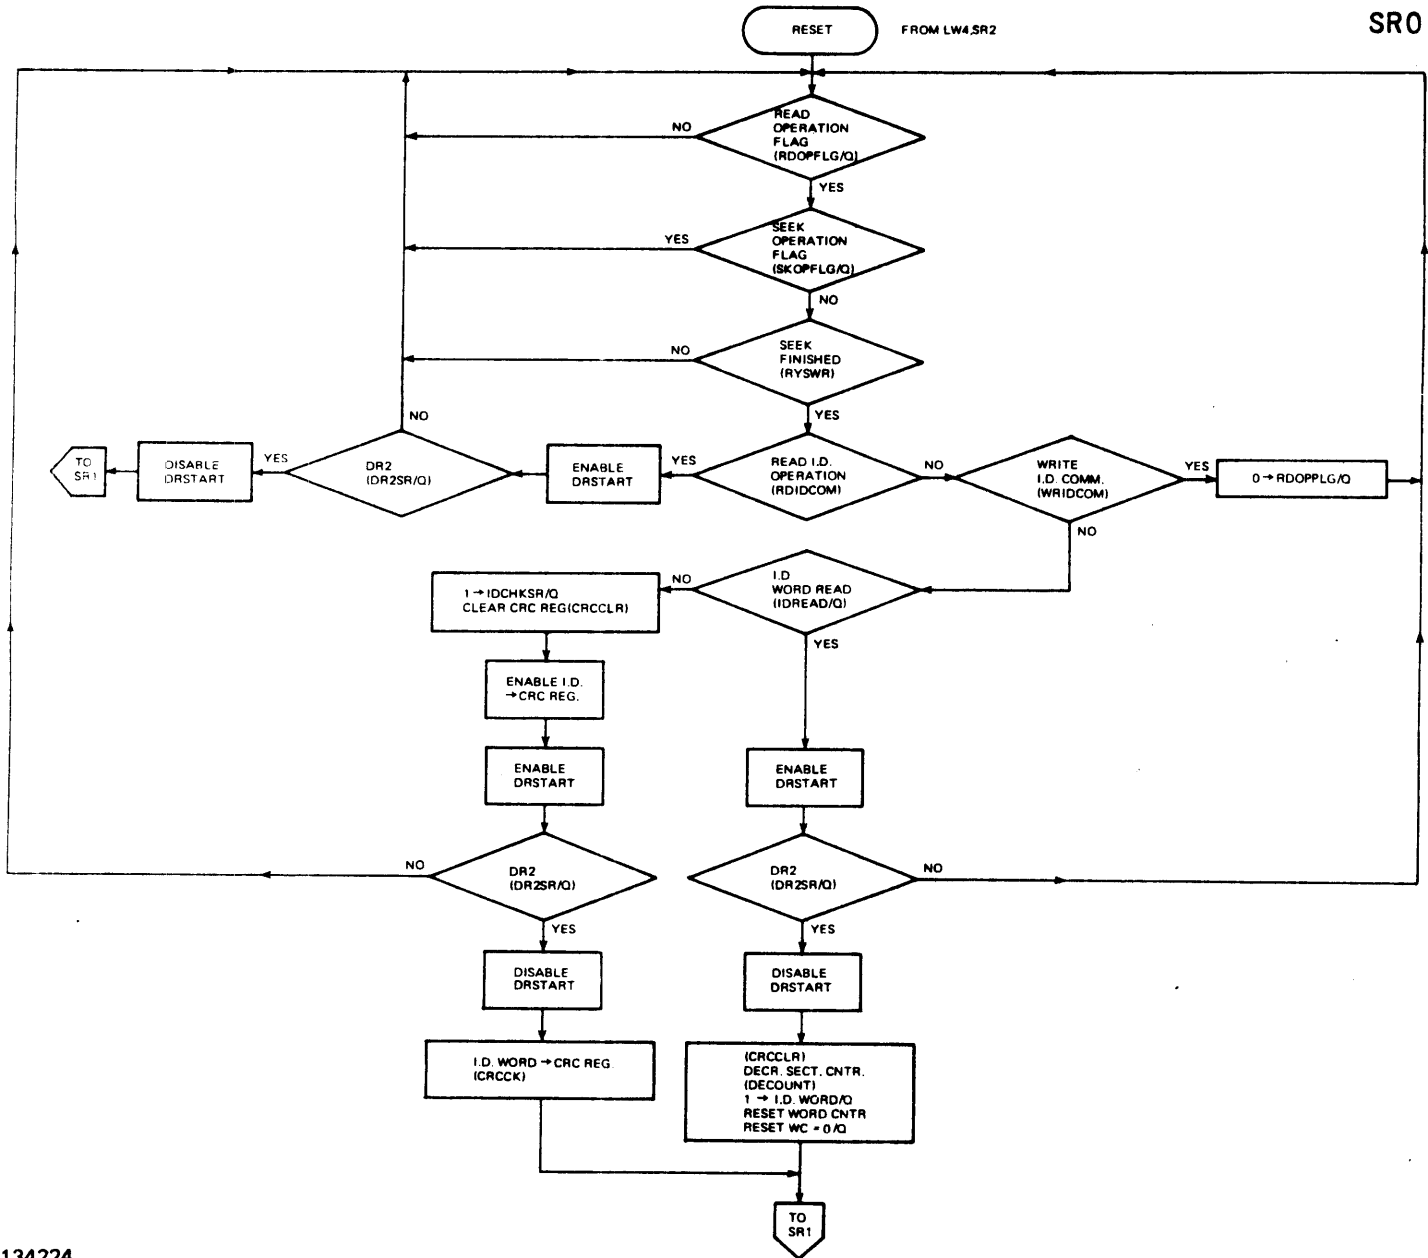 SR0
RESET
FROM LW4,SR2
READ
OPERATION
FLAG
(RDOPFLG/Q)
NO
YES
SEEK
OPERATION
FLAG
(SKOPFLG/Q)
YES
NO
SEEK
FINISHED
(RYSWR)
NO
YES
TO
SR1
DISABLE
DRSTART
YES
DR2
(DR2SR/Q)
NO
ENABLE
DRSTART
YES
READ I.D.
OPERATION
(RDIDCOM)
NO
WRITE
I.D. COMM.
(WRIDCOM)
YES
0 → RDOPPLG/Q
NO
1 → IDCHKSR/Q
CLEAR CRC REG(CRCCLR)
NO
I.D
WORD READ
(IDREAD/Q)
YES
ENABLE I.D.
→ CRC REG.
ENABLE
DRSTART
ENABLE
DRSTART
NO
DR2
(DR2SR/Q)
YES
DR2
(DR2SR/Q)
NO
YES
DISABLE
DRSTART
DISABLE
DRSTART
I.D. WORD → CRC REG.
(CRCCK)
(CRCCLR)
DECR. SECT. CNTR.
(DECOUNT)
1 → I.D. WORD/Q
RESET WORD CNTR
RESET WC = 0/Q
TO
SR1
134224